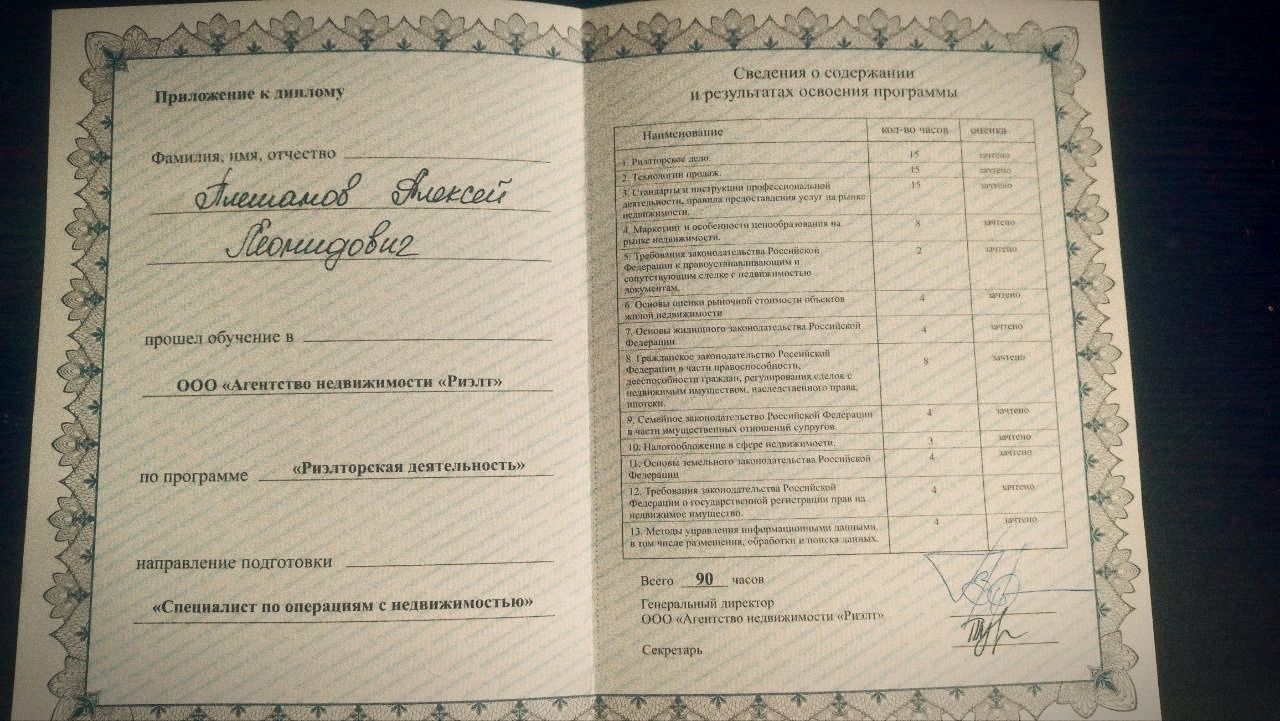 Приложение к диплому
Фамилия, имя, отчество
Алешанов Алексей
Леонидович
прошел обучение в
ООО «Агентство недвижимости «Риэлт»
по программе «Риэлторская деятельность»
направление подготовки
«Специалист по операциям с недвижимостью»
Сведения о содержании
и результатах освоения программы
Наименование кол-во часов оценка
1. Риэлторское дело. 15 зачтено
2. Технологии продаж. 15 зачтено
3. Стандарты и инструкции профессиональной 15 зачтено
деятельности, правила предоставления услуг на рынке
недвижимости.
4. Маркетинг и особенности ценообразования на 8 зачтено
рынке недвижимости.
5. Требования законодательства Российской 2 зачтено
Федерации к правоустанавливающим и
сопутствующим сделке с недвижимостью
документам.
6. Основы оценки рыночной стоимости объектов 4 зачтено
жилой недвижимости
7. Основы жилищного законодательства Российской 4 зачтено
Федерации
8. Гражданское законодательство Российской 8 зачтено
Федерации в части правоспособности,
дееспособности граждан, регулирования сделок с
недвижимым имуществом, наследственного права,
ипотеки.
9. Семейное законодательство Российской Федерации 4 зачтено
в части имущественных отношений супругов.
10. Налогообложение в сфере недвижимости. 3 зачтено
11. Основы земельного законодательства Российской 4 зачтено
Федерации
12. Требования законодательства Российской 4 зачтено
Федерации о государственной регистрации прав на
недвижимое имущество.
13. Методы управления информационными данными, 4 зачтено
в том числе размещения, обработки и поиска данных.
Всего 90 часов
Генеральный директор
ООО «Агентство недвижимости «Риэлт»
Секретарь